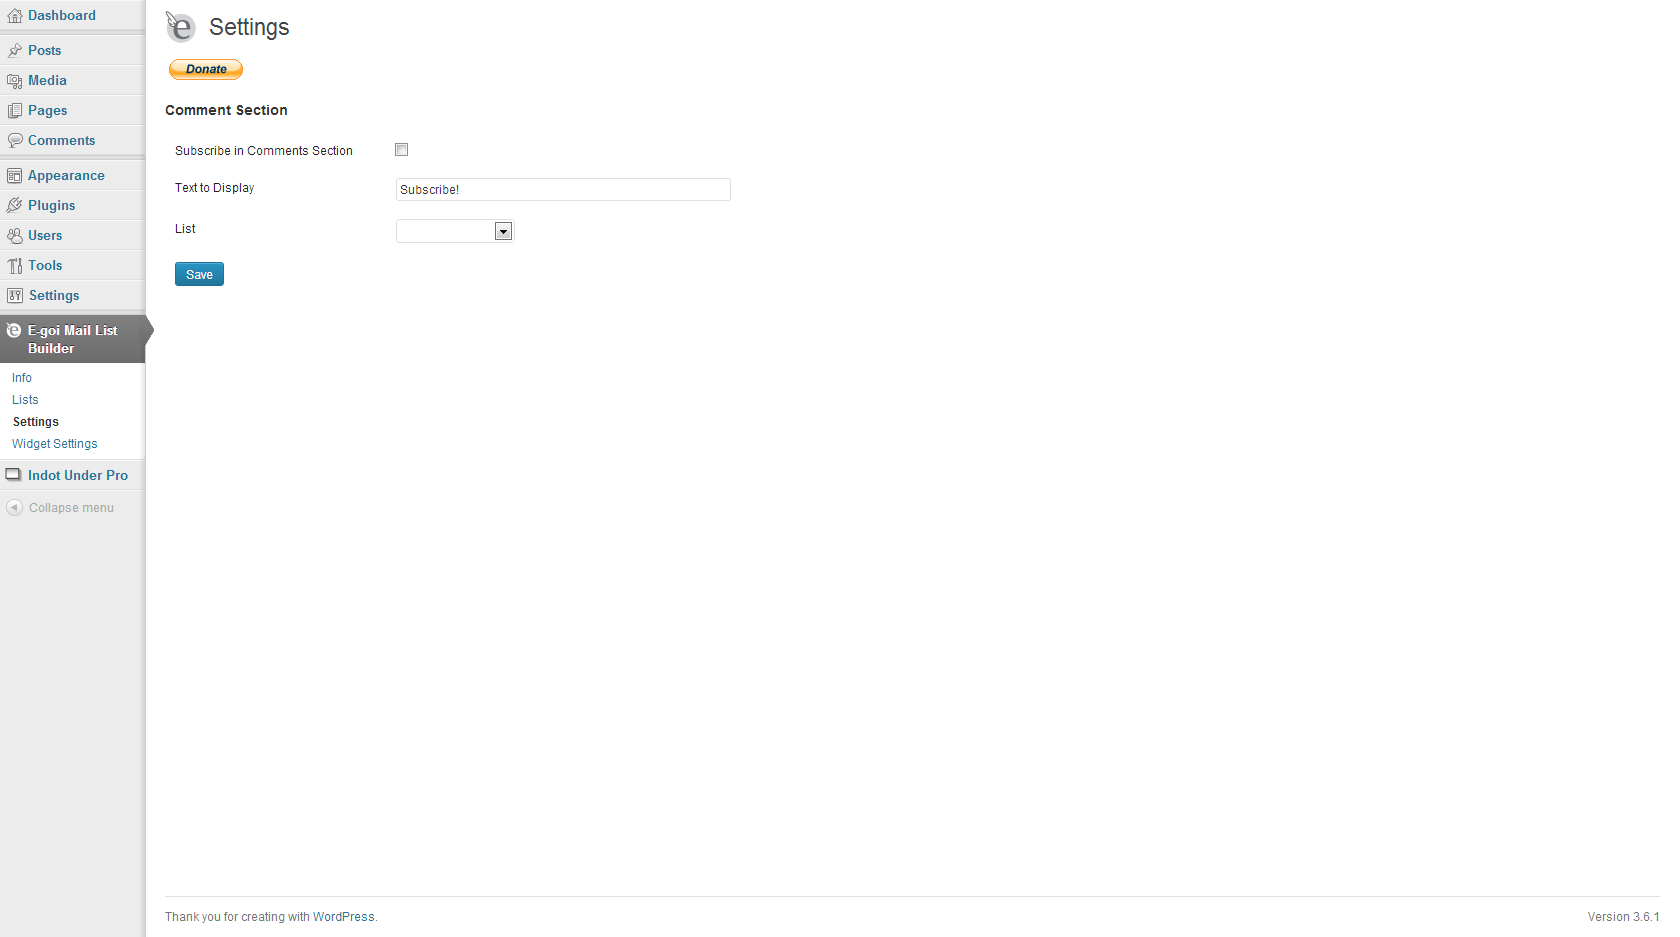 Dashboard
Posts
Media
Pages
Comments
Appearance
Plugins
Users
Tools
Settings
E-goi Mail List
Builder
Info
Lists
Settings
Widget Settings
Indot Under Pro
Collapse menu
Settings
Donate
Comment Section
Subscribe in Comments Section
Text to Display
Subscribe!
List
Save
Thank you for creating with WordPress.
Version 3.6.1